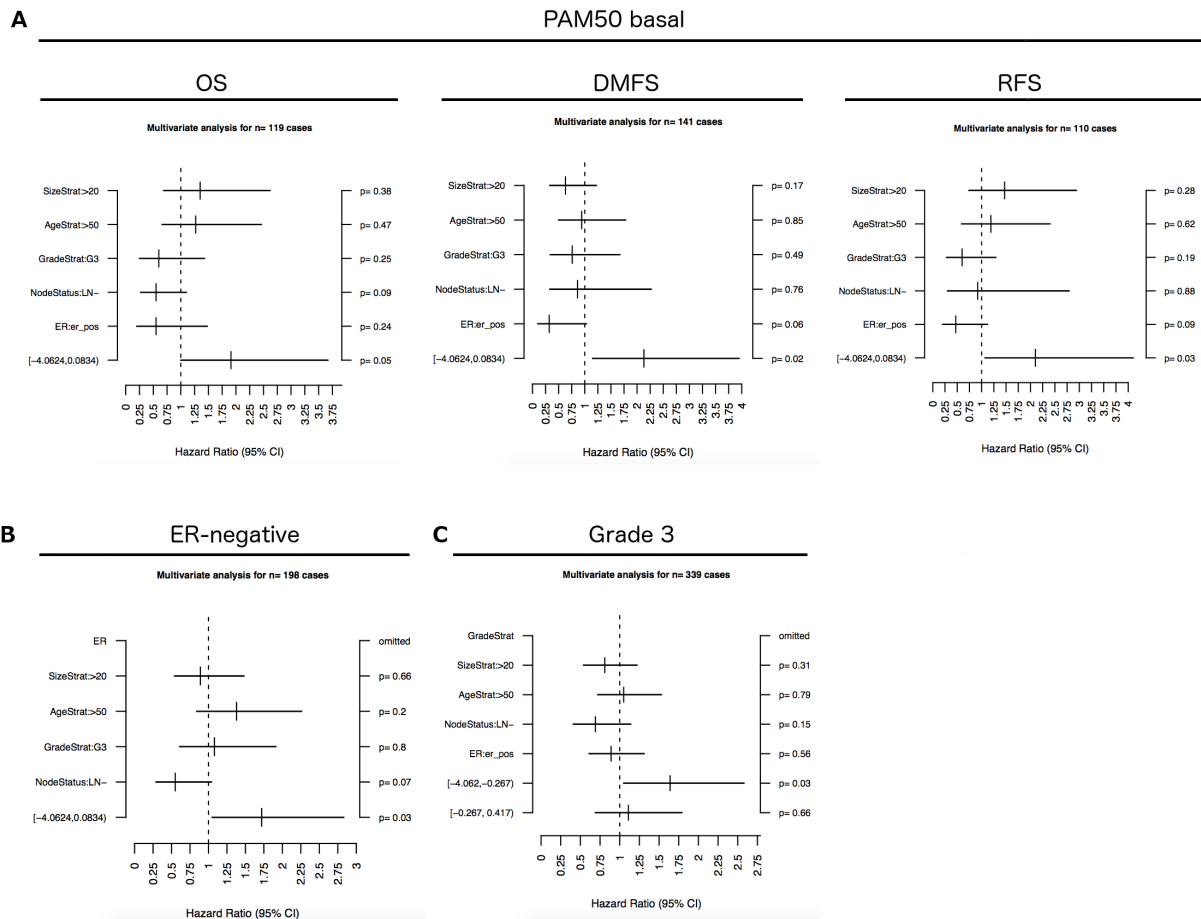 A
PAM50 basal
OS
DMFS
RFS
Multivariate analysis for n= 119 cases
SizeStrat:>20 p= 0.38
AgeStrat:>50 p= 0.47
GradeStrat:G3 p= 0.25
NodeStatus:LN− p= 0.09
ER:er_pos p= 0.24
[−4.0624,0.0834) p= 0.05
0 0.25 0.5 0.75 1 1.25 1.5 1.75 2 2.25 2.5 2.75 3 3.25 3.5 3.75
Hazard Ratio (95% CI)
Multivariate analysis for n= 141 cases
SizeStrat:>20 p= 0.17
AgeStrat:>50 p= 0.85
GradeStrat:G3 p= 0.49
NodeStatus:LN− p= 0.76
ER:er_pos p= 0.06
[−4.0624,0.0834) p= 0.02
0 0.25 0.5 0.75 1 1.25 1.5 1.75 2 2.25 2.5 2.75 3 3.25 3.5 3.75 4
Hazard Ratio (95% CI)
Multivariate analysis for n= 110 cases
SizeStrat:>20 p= 0.28
AgeStrat:>50 p= 0.62
GradeStrat:G3 p= 0.19
NodeStatus:LN− p= 0.88
ER:er_pos p= 0.09
[−4.0624,0.0834) p= 0.03
0 0.25 0.5 0.75 1 1.25 1.5 1.75 2 2.25 2.5 2.75 3 3.25 3.5 3.75 4
Hazard Ratio (95% CI)
B
ER-negative
Multivariate analysis for n= 198 cases
ER omitted
SizeStrat:>20 p= 0.66
AgeStrat:>50 p= 0.2
GradeStrat:G3 p= 0.8
NodeStatus:LN− p= 0.07
[−4.0624,0.0834) p= 0.03
0 0.25 0.5 0.75 1 1.25 1.5 1.75 2 2.25 2.5 2.75 3
Hazard Ratio (95% CI)
C
Grade 3
Multivariate analysis for n= 339 cases
GradeStrat omitted
SizeStrat:>20 p= 0.31
AgeStrat:>50 p= 0.79
NodeStatus:LN− p= 0.15
ER:er_pos p= 0.56
[−4.062,−0.267) p= 0.03
[−0.267, 0.417) p= 0.66
0 0.25 0.5 0.75 1 1.25 1.5 1.75 2 2.25 2.5 2.75
Hazard Ratio (95% CI)